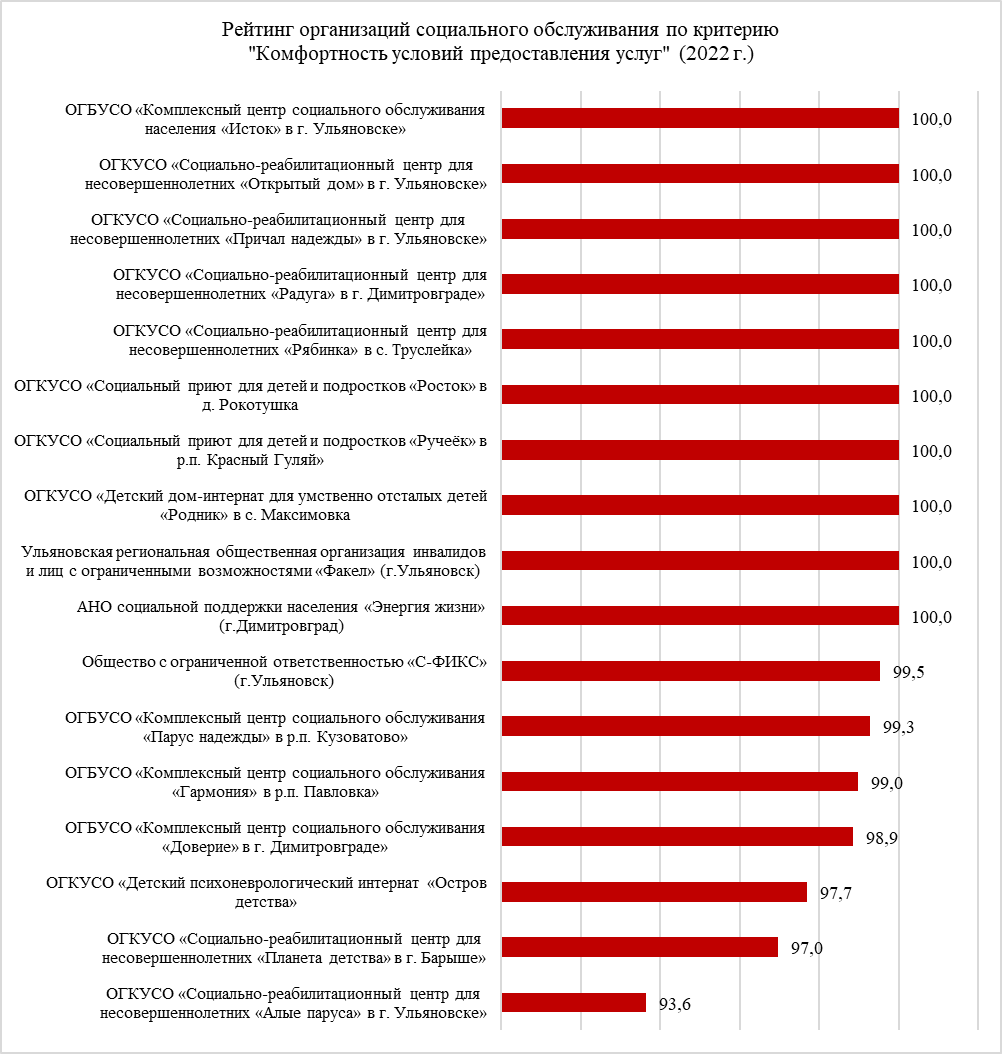 Рейтинг организаций социального обслуживания по критерию
"Комфортность условий предоставления услуг" (2022 г.)
ОГБУСО «Комплексный центр социального обслуживания
населения «Исток» в г. Ульяновске»
100,0
ОГКУСО «Социально-реабилитационный центр для
несовершеннолетних «Открытый дом» в г. Ульяновске»
100,0
ОГКУСО «Социально-реабилитационный центр для
несовершеннолетних «Причал надежды» в г. Ульяновске»
100,0
ОГКУСО «Социально-реабилитационный центр для
несовершеннолетних «Радуга» в г. Димитровграде»
100,0
ОГКУСО «Социально-реабилитационный центр для
несовершеннолетних «Рябинка» в с. Труслейка»
100,0
ОГКУСО «Социальный приют для детей и подростков «Росток» в
д. Рокотушка
100,0
ОГКУСО «Социальный приют для детей и подростков «Ручеёк» в
р.п. Красный Гуляй»
100,0
ОГКУСО «Детский дом-интернат для умственно отсталых детей
«Родник» в с. Максимовка
100,0
Ульяновская региональная общественная организация инвалидов
и лиц с ограниченными возможностями «Факел» (г.Ульяновск)
100,0
АНО социальной поддержки населения «Энергия жизни»
(г.Димитровград)
100,0
Общество с ограниченной ответственностью «С-ФИКС»
(г.Ульяновск)
99,5
ОГБУСО «Комплексный центр социального обслуживания
«Парус надежды» в р.п. Кузоватово»
99,3
ОГБУСО «Комплексный центр социального обслуживания
«Гармония» в р.п. Павловка»
99,0
ОГБУСО «Комплексный центр социального обслуживания
«Доверие» в г. Димитровграде»
98,9
ОГКУСО «Детский психоневрологический интернат «Остров
детства»
97,7
ОГКУСО «Социально-реабилитационный центр для
несовершеннолетних «Планета детства» в г. Барыше»
97,0
ОГКУСО «Социально-реабилитационный центр для
несовершеннолетних «Алые паруса» в г. Ульяновске»
93,6